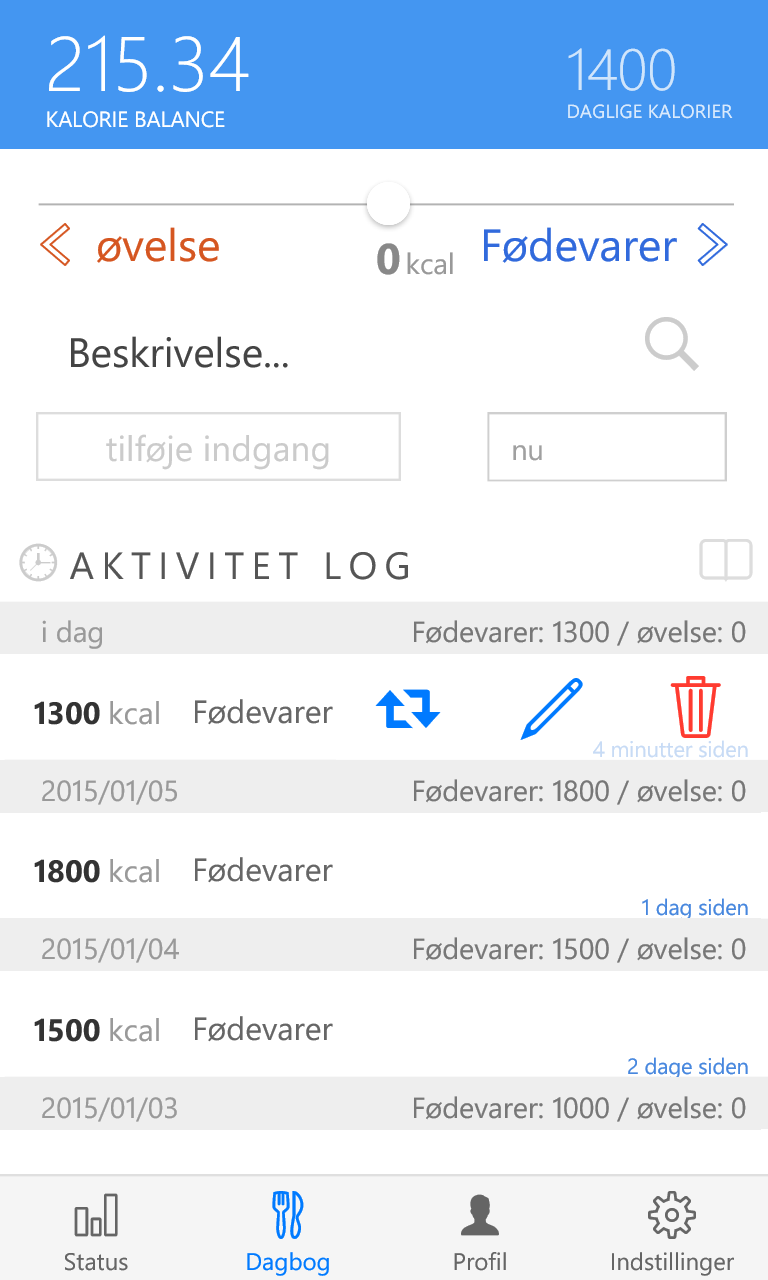 215.34
1400
KALORIE BALANCE
DAGLIGE KALORIER
øvelse
0 kcal
Fødevarer
Beskrivelse...
tilføje indgang
nu
AKTIVITET LOG
i dag
Fødevarer: 1300 / øvelse: 0
1300 kcal Fødevarer
4 minutter siden
2015/01/05
Fødevarer: 1800 / øvelse: 0
1800 kcal Fødevarer
1 dag siden
2015/01/04
Fødevarer: 1500 / øvelse: 0
1500 kcal Fødevarer
2 dage siden
2015/01/03
Fødevarer: 1000 / øvelse: 0
Status
Dagbog
Profil
Indstillinger